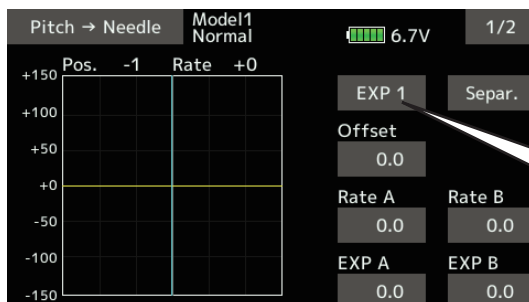 Pitch → Needle
Model1
Normal
6.7V
1/2
Pos. -1 Rate +0
+150
+100
+50
+0
-50
-100
-150
EXP 1
Separ.
Offset
0.0
Rate A Rate B
0.0 0.0
EXP A EXP B
0.0 0.0